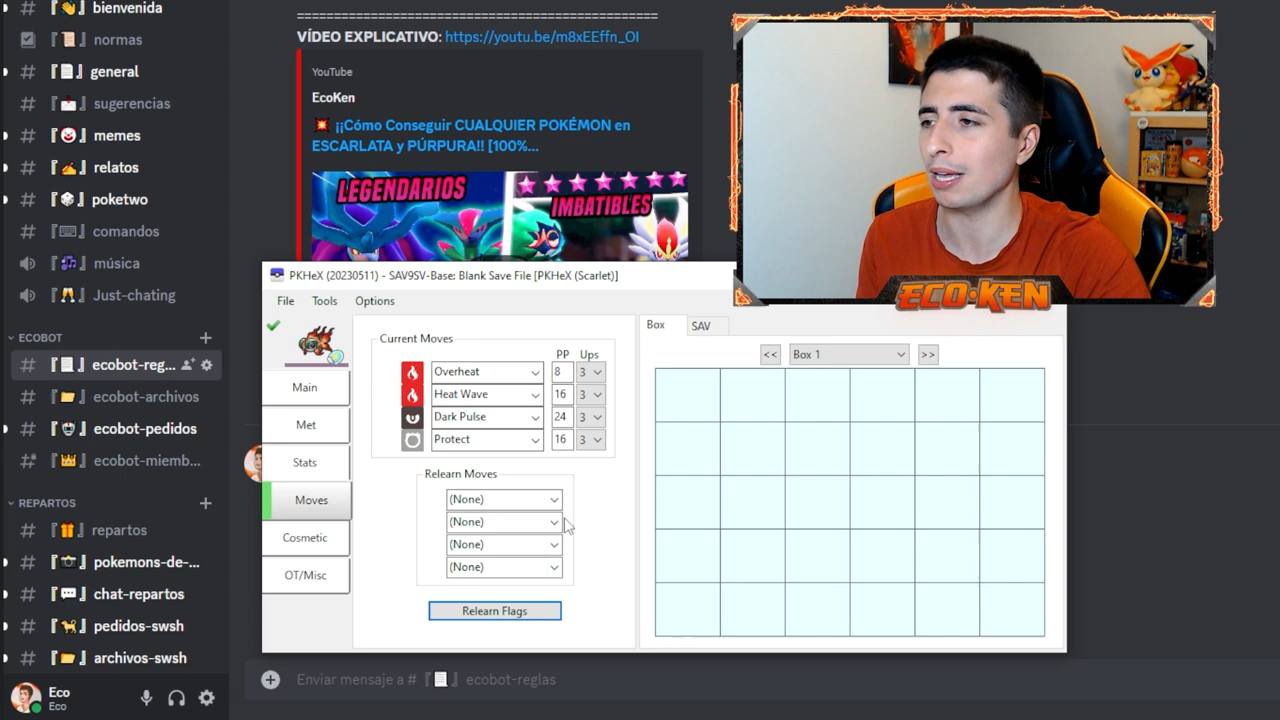 bienvenida
normas
general
sugerencias
memes
relatos
poketwo
comandos
música
Just-chating
ECOBOT
ecobot-reg...
ecobot-archivos
ecobot-pedidos
ecobot-miemb...
REPARTOS
repartos
pokemons-de-...
chat-repartos
pedidos-swsh
archivos-swsh
Eco
Eco
==============================================
VÍDEO EXPLICATIVO: https://youtu.be/m8xEEffn_OI
YouTube
EcoKen
¡¡Cómo Conseguir CUALQUIER POKÉMON en
ESCARLATA y PÚRPURA!! [100%...
LEGENDARIOS
IMBATIBLES
ECO•KEN
PKHeX (20230511) - SAV9SV-Base: Blank Save File [PKHeX (Scarlet)]
File Tools Options
Main
Met
Stats
Moves
Cosmetic
OT/Misc
Current Moves
PP Ups
Overheat 8 3
Heat Wave 16 3
Dark Pulse 24 3
Protect 16 3
Relearn Moves
(None)
(None)
(None)
(None)
Relearn Flags
Box SAV
<< Box 1 >>
Enviar mensaje a # 『📃』 ecobot-reglas